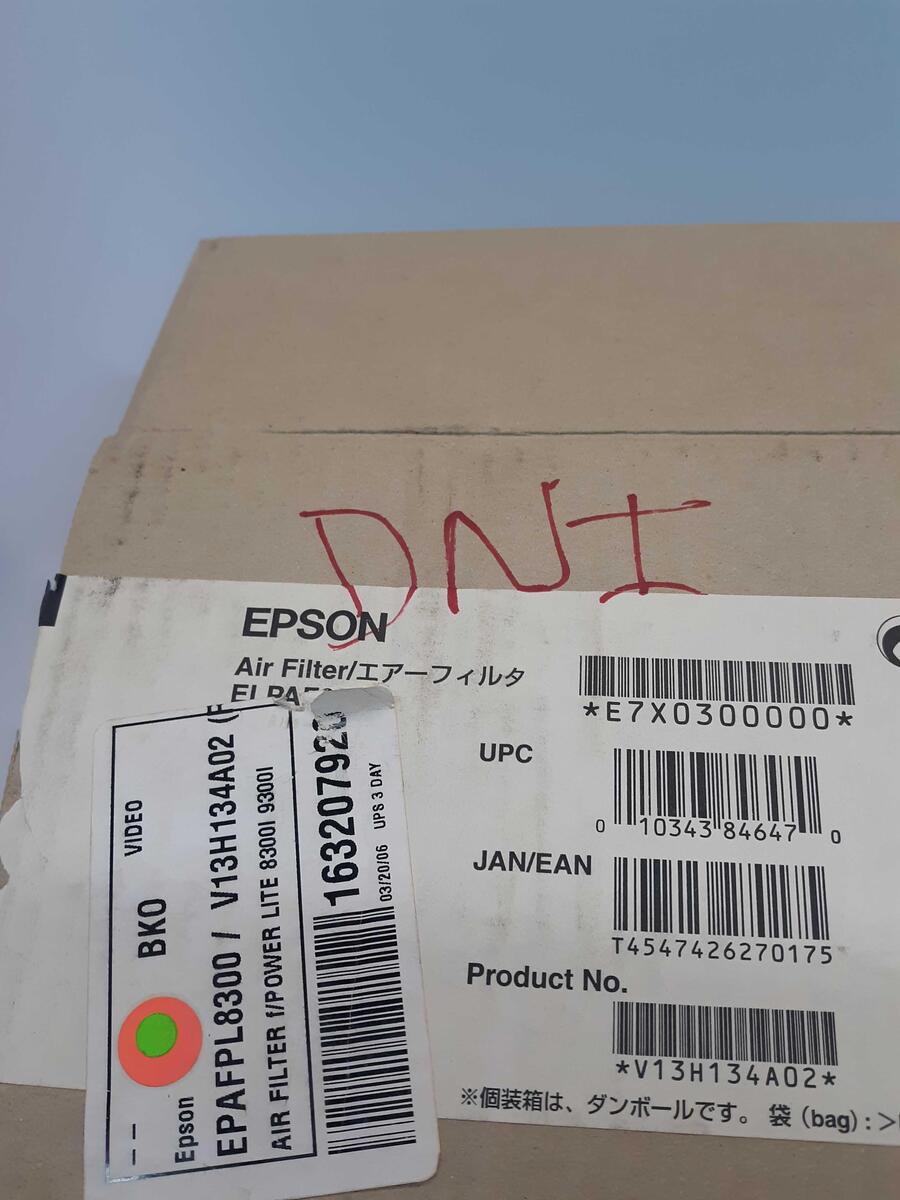 DNI
EPSON
Air Filter/エアーフィルタ
*E7X0300000*
UPC
0 10343 84647 0
JAN/EAN
T4547426270175
Product No.
*V13H134A02*
※個装箱は、ダンボールです。 袋 (bag) : >
-- BKO VIDEO
Epson
EPAFPL8300 / V13H134A02 (F
AIR FILTER f/POWER LITE 8300I 9300I
16320792
03/20/06 UPS 3 DAY